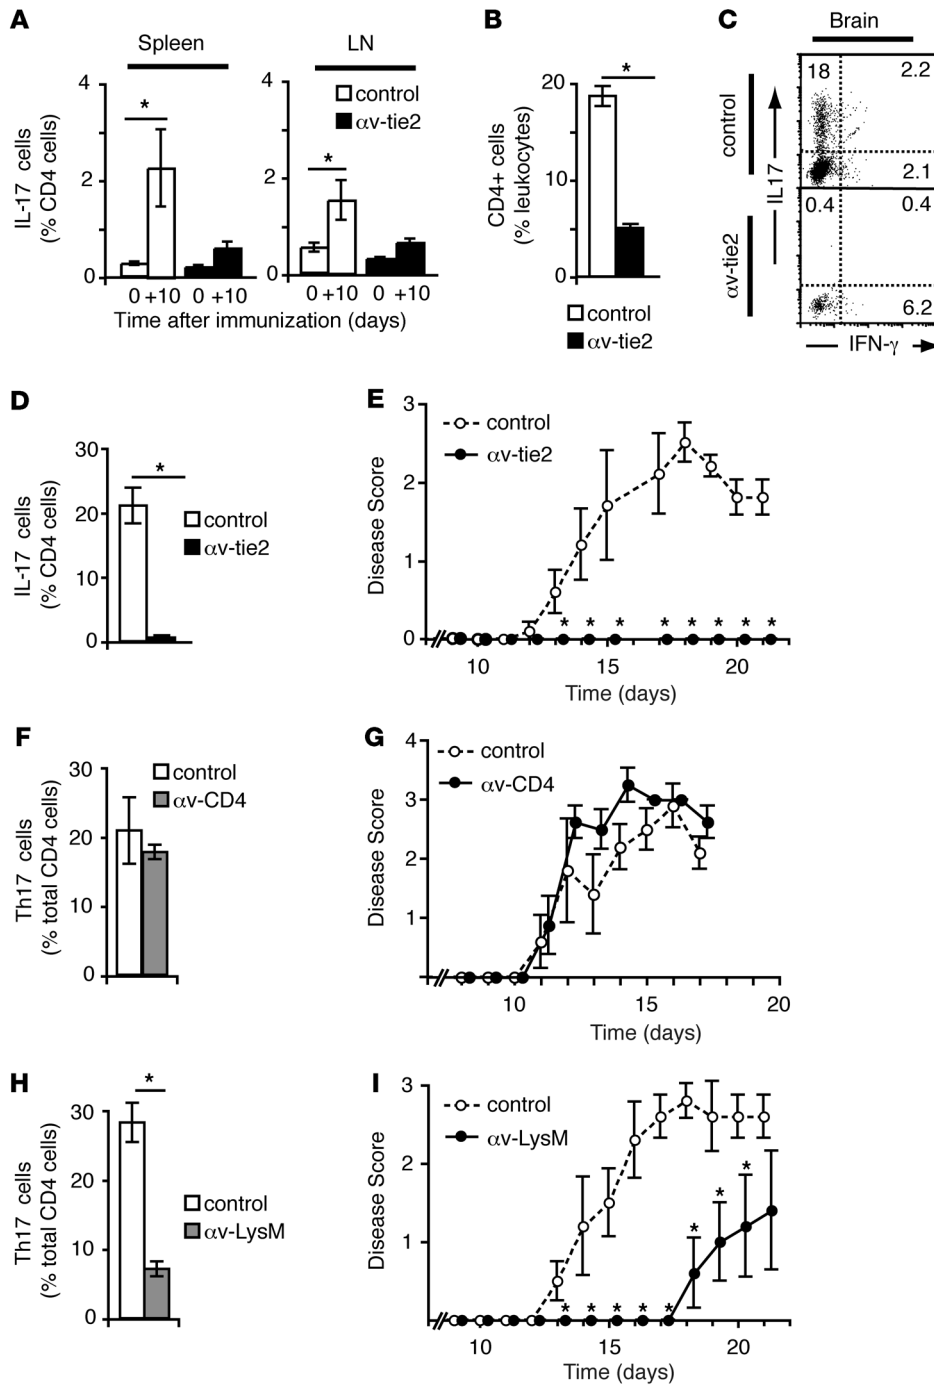 A
Spleen
LN
IL-17 cells
(% CD4 cells)
4
2
0
*
4
2
0
*
control
αv-tie2
0 +10 0 +10
0 +10 0 +10
Time after immunization (days)
B
CD4+ cells
(% leukocytes)
20
10
0
*
control
αv-tie2
C
Brain
control
αv-tie2
IL17
18
2.2
2.1
0.4
0.4
6.2
IFN-γ
D
IL-17 cells
(% CD4 cells)
30
20
10
0
*
control
αv-tie2
E
Disease Score
3
2
1
0
control
αv-tie2
* * * * * * * *
10 15 20
Time (days)
F
Th17 cells
(% total CD4 cells)
30
20
10
0
control
αv-CD4
G
Disease Score
4
3
2
1
control
αv-CD4
10 15 20
Time (days)
H
Th17 cells
(% total CD4 cells)
30
20
10
0
*
control
αv-LysM
I
Disease Score
3
2
1
control
αv-LysM
* * * * * * * *
10 15 20
Time (days)